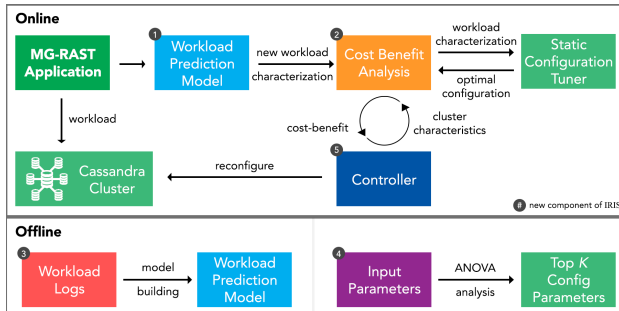 Online
MG-RAST
Application
1
Workload
Prediction
Model
new workload
characterization
2
Cost Benefit
Analysis
workload
characterization
optimal
configuration
Static
Configuration
Tuner
workload
cost-benefit
cluster
characteristics
Cassandra
Cluster
reconfigure
5
Controller
# new component of IRIS
Offline
3
Workload
Logs
model
building
Workload
Prediction
Model
4
Input
Parameters
ANOVA
analysis
Top K
Config
Parameters